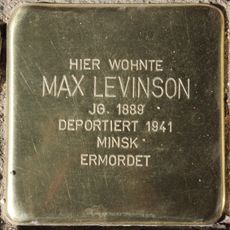 HIER WOHNTE
MAX LEVINSON
JG. 1889
DEPORTIERT 1941
MINSK
ERMORDET